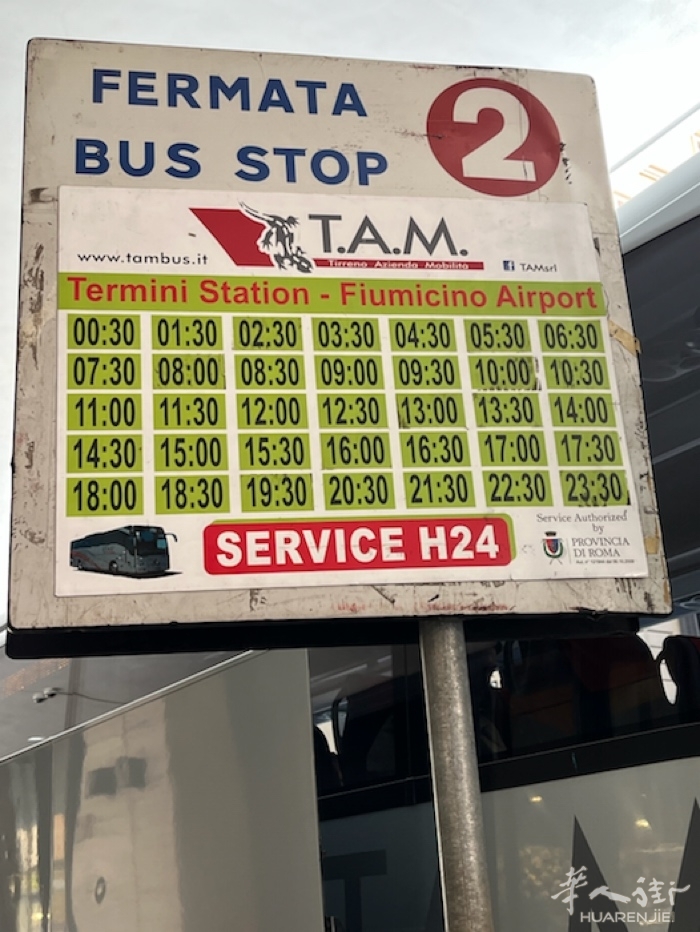 FERMATA
BUS STOP
2
www.tambus.it
T.A.M.
Tirreno Azienda Mobilità
TAMsrl
Termini Station - Fiumicino Airport
00:30 01:30 02:30 03:30 04:30 05:30 06:30
07:30 08:00 08:30 09:00 09:30 10:00 10:30
11:00 11:30 12:00 12:30 13:00 13:30 14:00
14:30 15:00 15:30 16:00 16:30 17:00 17:30
18:00 18:30 19:30 20:30 21:30 22:30 23:30
SERVICE H24
Service Authorized
by
PROVINCIA
DI ROMA
华人街
HUARENJIE